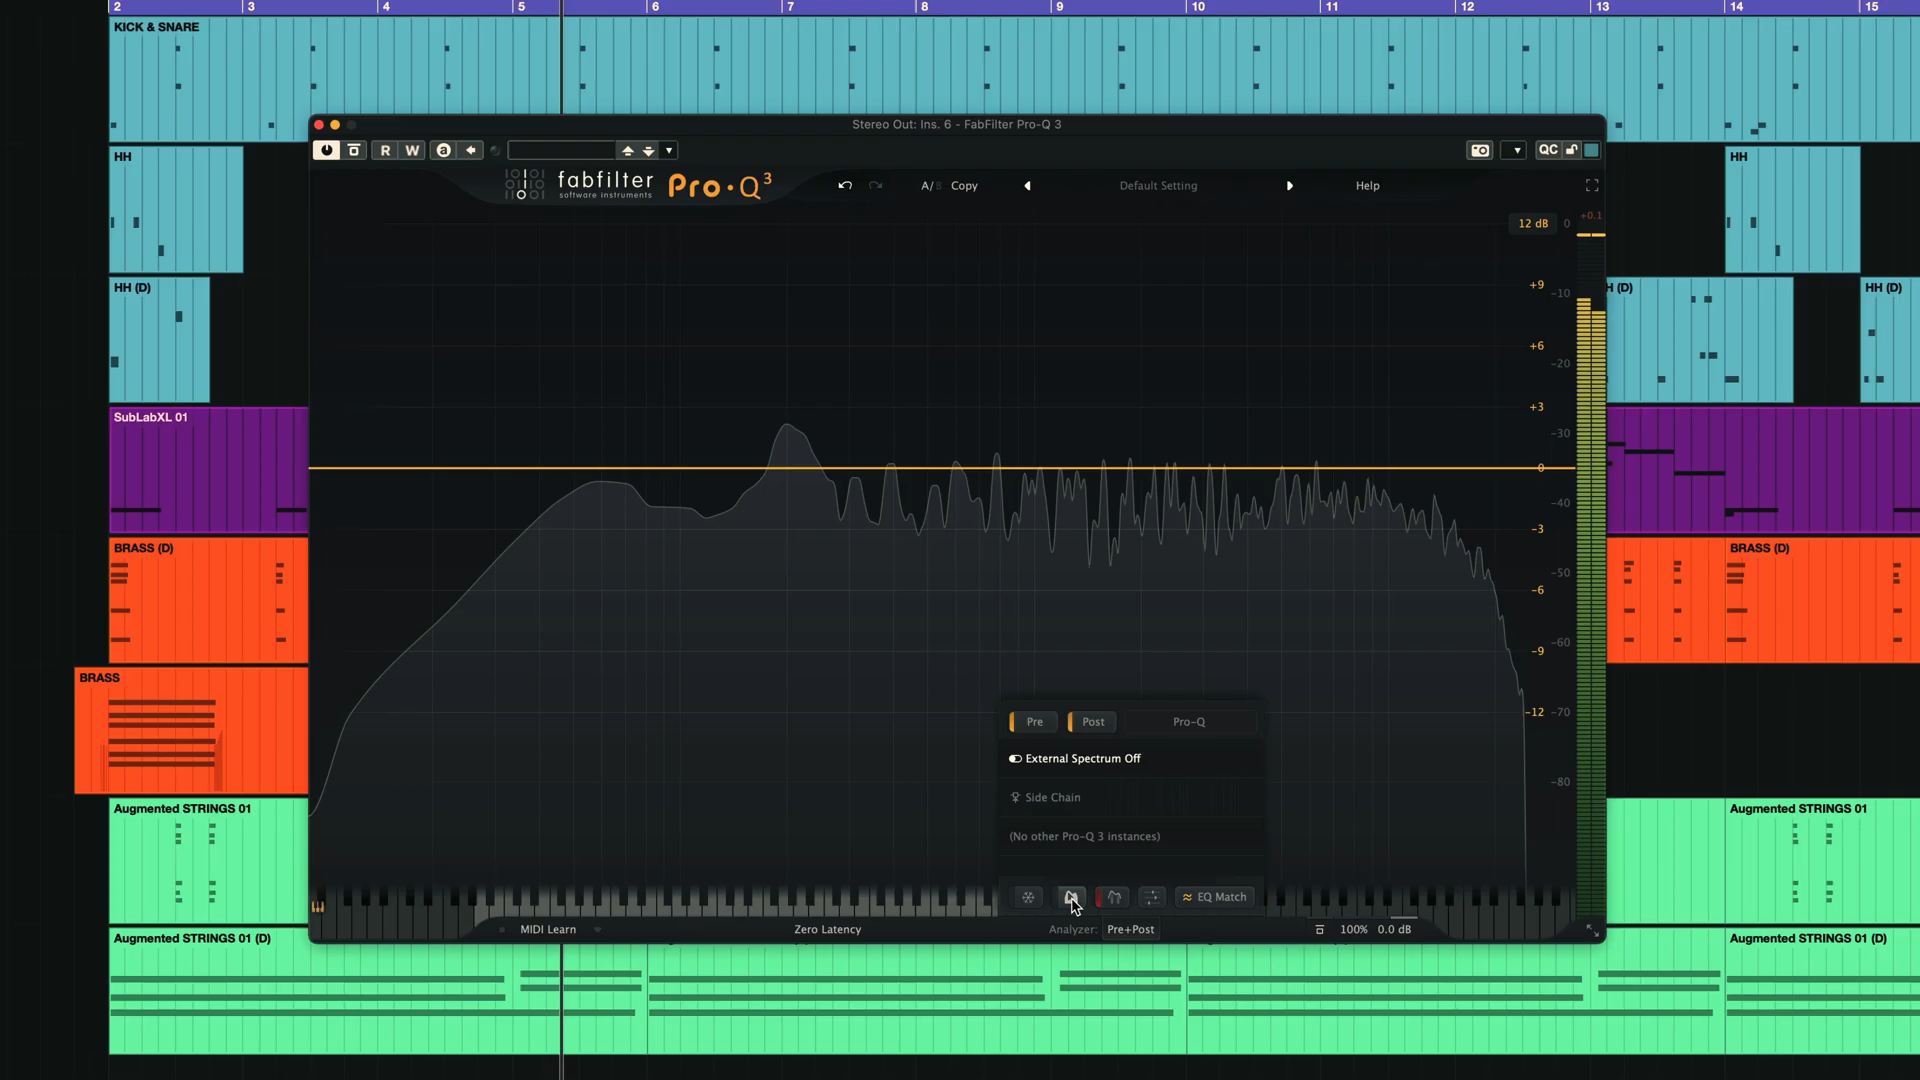 2 3 4 5 6 7 8 9 10 11 12 13 14 15
KICK & SNARE
Stereo Out: Ins. 6 - FabFilter Pro-Q 3
HH
R W
a
QC
HH
fabfilter
software instruments
Pro·Q3
A/B Copy
Default Setting
Help
12 dB 0 +0.1
HH (D)
+9 -10
H (D)
HH (D)
+6 -20
SubLabXL 01
+3 -30
0
-40
-3
BRASS (D)
-50
BRASS (D)
-6
-60
-9
BRASS
-12 -70
Pre Post Pro-Q
External Spectrum Off
-80
Side Chain
Augmented STRINGS 01
Augmented STRINGS 01
(No other Pro-Q 3 instances)
EQ Match
MIDI Learn
Zero Latency
Analyzer: Pre+Post
100% 0.0 dB
Augmented STRINGS 01 (D)
Augmented STRINGS 01 (D)